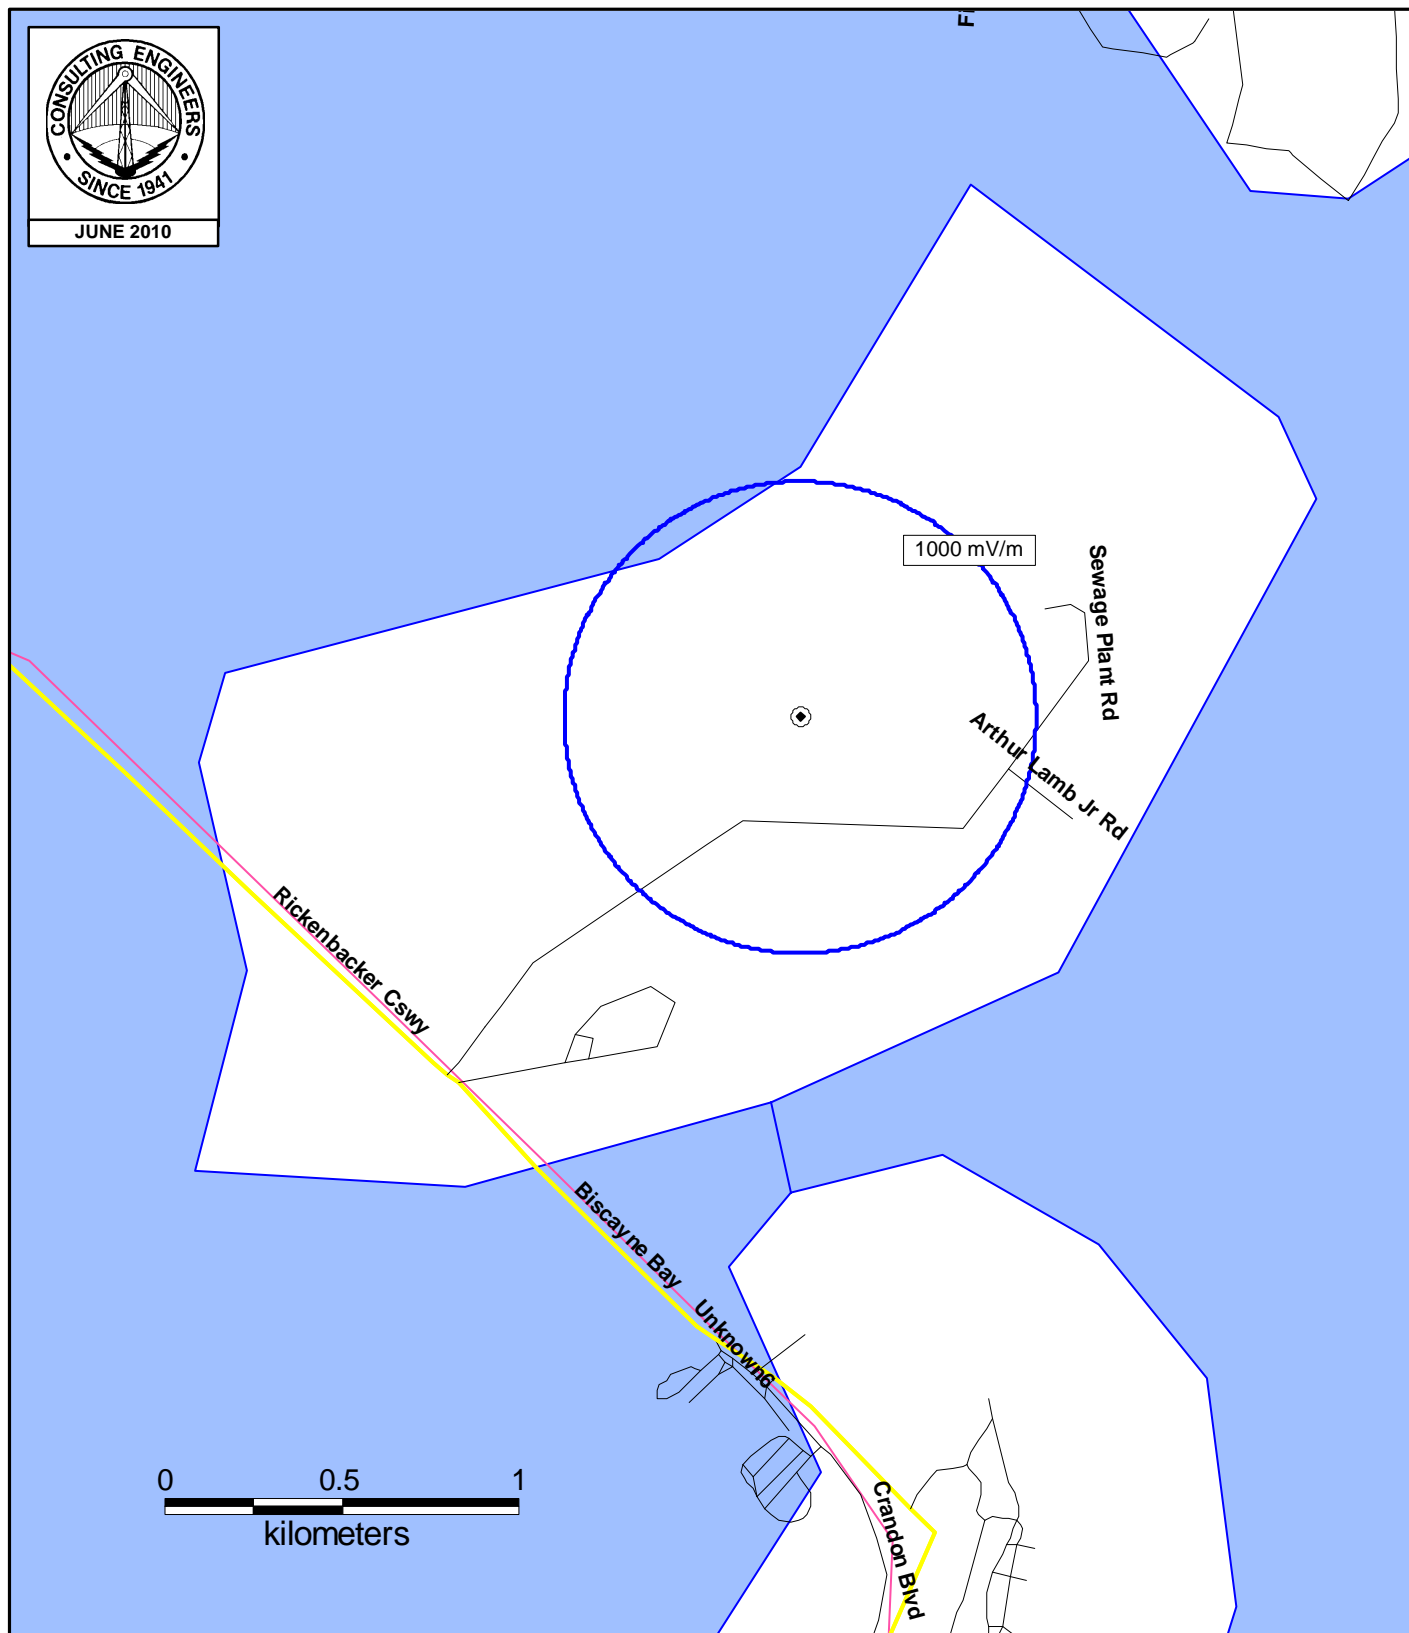 CONSULTING ENGINEERS
SINCE 1941
JUNE 2010
1000 mV/m
Sewage Plant Rd
Arthur Lamb Jr Rd
Rickenbacker Cswy
Biscayne Bay
Unknown6
Crandon Blvd
0 0.5 1
kilometers